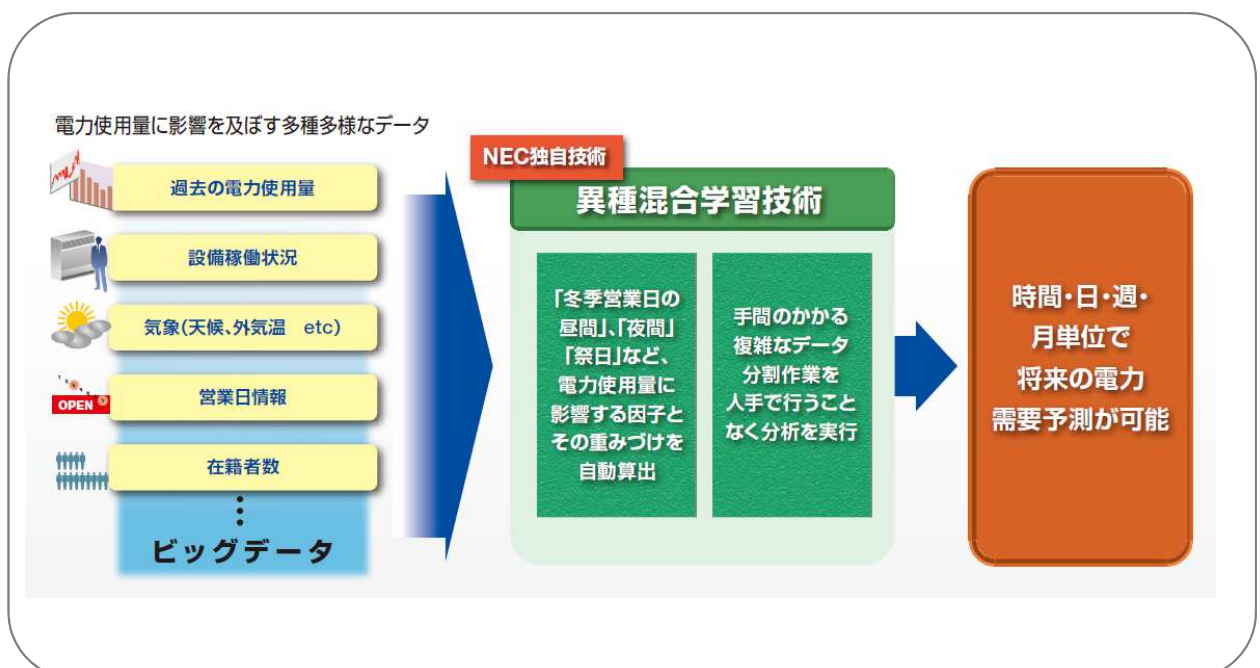 電力使用量に影響を及ぼす多種多様なデータ
過去の電力使用量
設備稼働状況
気象(天候、外気温 etc)
OPEN
営業日情報
在籍者数
ビッグデータ
NEC独自技術
異種混合学習技術
「冬季営業日の
昼間」、「夜間」
「祭日」など、
電力使用量に
影響する因子と
その重みづけを
自動算出
手間のかかる
複雑なデータ
分割作業を
人手で行うこと
なく分析を実行
時間・日・週・
月単位で
将来の電力
需要予測が可能